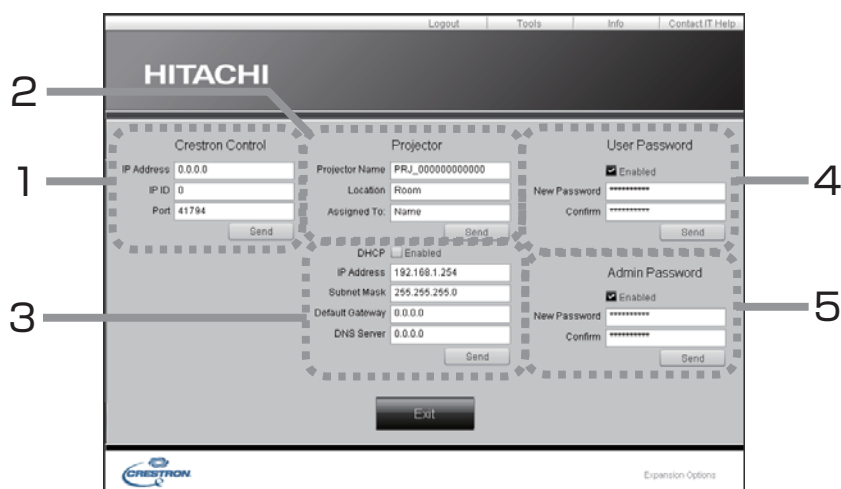 Logout Tools Info Contact IT Help
HITACHI
2
1
Crestron Control
IP Address 0.0.0.0
IP ID 0
Port 41794
Send
Projector
Projector Name PRJ_000000000000
Location Room
Assigned To: Name
Send
3
DHCP Enabled
IP Address 192.168.1.254
Subnet Mask 255.255.255.0
Default Gateway 0.0.0.0
DNS Server 0.0.0.0
Send
User Password
Enabled
New Password **********
Confirm **********
Send
4
Admin Password
Enabled
New Password **********
Confirm **********
Send
5
Exit
CRESTRON
Expansion Options